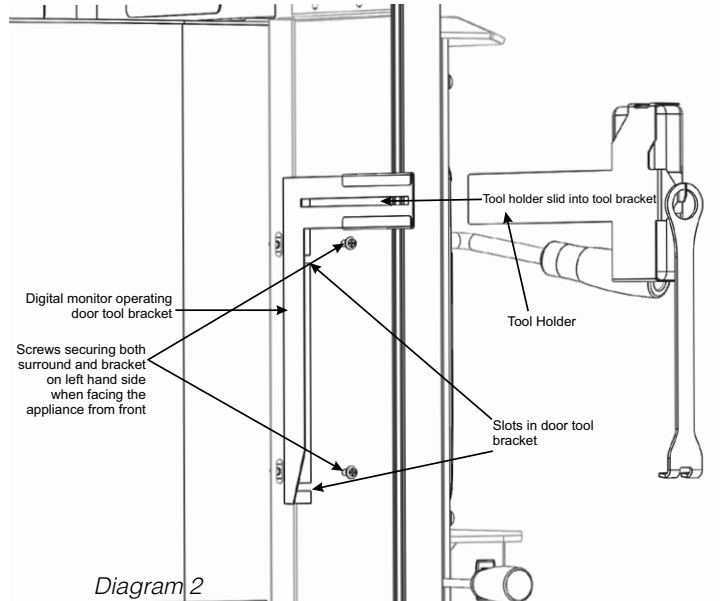 Tool holder slid into tool bracket
Digital monitor operating
door tool bracket
Tool Holder
Screws securing both
surround and bracket
on left hand side
when facing the
appliance from front
Slots in door tool
bracket
Diagram 2